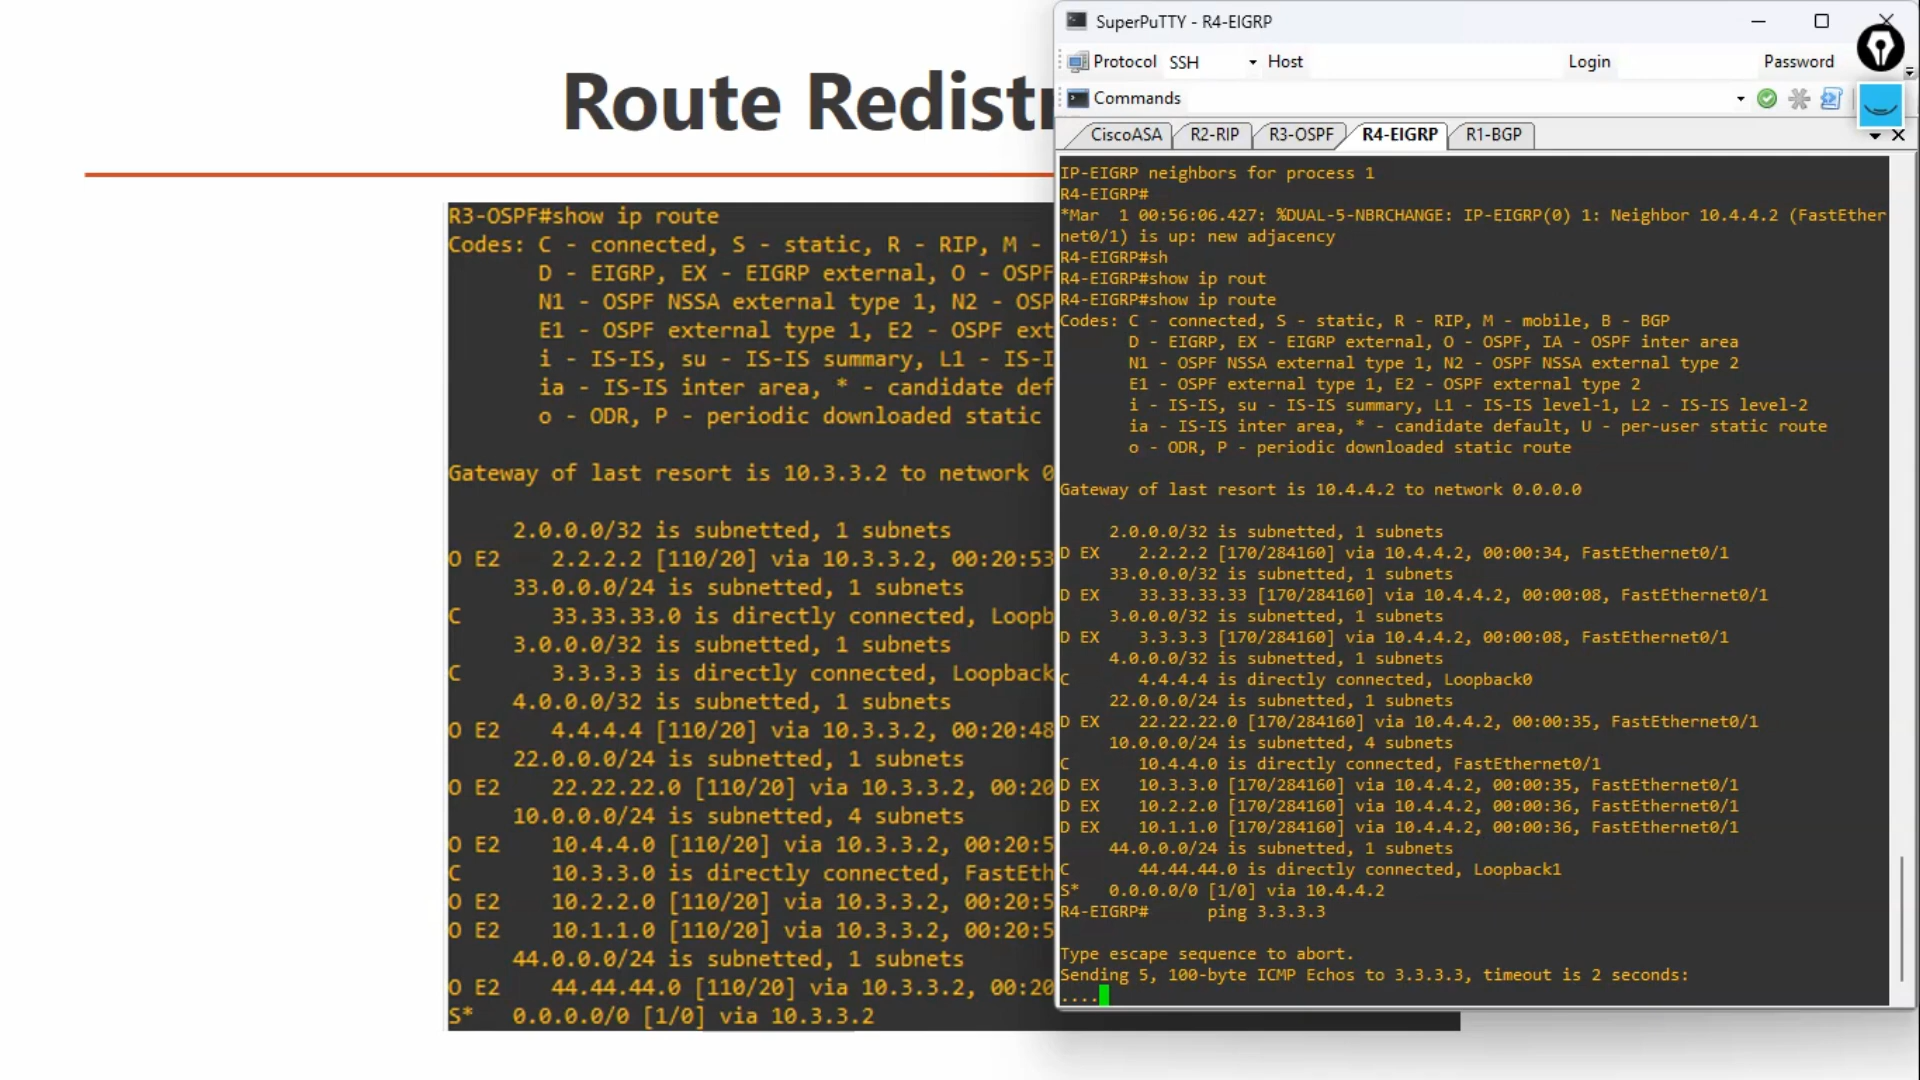 Route Redist
R3-OSPF#show ip route
Codes: C - connected, S - static, R - RIP, M -
D - EIGRP, EX - EIGRP external, O - OSPF
N1 - OSPF NSSA external type 1, N2 - OSP
E1 - OSPF external type 1, E2 - OSPF ext
i - IS-IS, su - IS-IS summary, L1 - IS-I
ia - IS-IS inter area, * - candidate def
o - ODR, P - periodic downloaded static
Gateway of last resort is 10.3.3.2 to network 0
2.0.0.0/32 is subnetted, 1 subnets
O E2 2.2.2.2 [110/20] via 10.3.3.2, 00:20:53
33.0.0.0/24 is subnetted, 1 subnets
C 33.33.33.0 is directly connected, Loopb
3.0.0.0/32 is subnetted, 1 subnets
C 3.3.3.3 is directly connected, Loopback
4.0.0.0/32 is subnetted, 1 subnets
O E2 4.4.4.4 [110/20] via 10.3.3.2, 00:20:48
22.0.0.0/24 is subnetted, 1 subnets
O E2 22.22.22.0 [110/20] via 10.3.3.2, 00:20
10.0.0.0/24 is subnetted, 4 subnets
O E2 10.4.4.0 [110/20] via 10.3.3.2, 00:20:5
C 10.3.3.0 is directly connected, FastEth
O E2 10.2.2.0 [110/20] via 10.3.3.2, 00:20:5
O E2 10.1.1.0 [110/20] via 10.3.3.2, 00:20:5
44.0.0.0/24 is subnetted, 1 subnets
O E2 44.44.44.0 [110/20] via 10.3.3.2, 00:20
S* 0.0.0.0/0 [1/0] via 10.3.3.2
SuperPuTTY - R4-EIGRP
Protocol SSH Host Login Password
Commands
CiscoASA R2-RIP R3-OSPF R4-EIGRP R1-BGP
IP-EIGRP neighbors for process 1
R4-EIGRP#
*Mar 1 00:56:06.427: %DUAL-5-NBRCHANGE: IP-EIGRP(0) 1: Neighbor 10.4.4.2 (FastEther
net0/1) is up: new adjacency
R4-EIGRP#sh
R4-EIGRP#show ip rout
R4-EIGRP#show ip route
Codes: C - connected, S - static, R - RIP, M - mobile, B - BGP
D - EIGRP, EX - EIGRP external, O - OSPF, IA - OSPF inter area
N1 - OSPF NSSA external type 1, N2 - OSPF NSSA external type 2
E1 - OSPF external type 1, E2 - OSPF external type 2
i - IS-IS, su - IS-IS summary, L1 - IS-IS level-1, L2 - IS-IS level-2
ia - IS-IS inter area, * - candidate default, U - per-user static route
o - ODR, P - periodic downloaded static route
Gateway of last resort is 10.4.4.2 to network 0.0.0.0
2.0.0.0/32 is subnetted, 1 subnets
D EX 2.2.2.2 [170/284160] via 10.4.4.2, 00:00:34, FastEthernet0/1
33.0.0.0/32 is subnetted, 1 subnets
D EX 33.33.33.33 [170/284160] via 10.4.4.2, 00:00:08, FastEthernet0/1
3.0.0.0/32 is subnetted, 1 subnets
D EX 3.3.3.3 [170/284160] via 10.4.4.2, 00:00:08, FastEthernet0/1
4.0.0.0/32 is subnetted, 1 subnets
C 4.4.4.4 is directly connected, Loopback0
22.0.0.0/24 is subnetted, 1 subnets
D EX 22.22.22.0 [170/284160] via 10.4.4.2, 00:00:35, FastEthernet0/1
10.0.0.0/24 is subnetted, 4 subnets
C 10.4.4.0 is directly connected, FastEthernet0/1
D EX 10.3.3.0 [170/284160] via 10.4.4.2, 00:00:35, FastEthernet0/1
D EX 10.2.2.0 [170/284160] via 10.4.4.2, 00:00:36, FastEthernet0/1
D EX 10.1.1.0 [170/284160] via 10.4.4.2, 00:00:36, FastEthernet0/1
44.0.0.0/24 is subnetted, 1 subnets
C 44.44.44.0 is directly connected, Loopback1
S* 0.0.0.0/0 [1/0] via 10.4.4.2
R4-EIGRP# ping 3.3.3.3
Type escape sequence to abort.
Sending 5, 100-byte ICMP Echos to 3.3.3.3, timeout is 2 seconds:
....